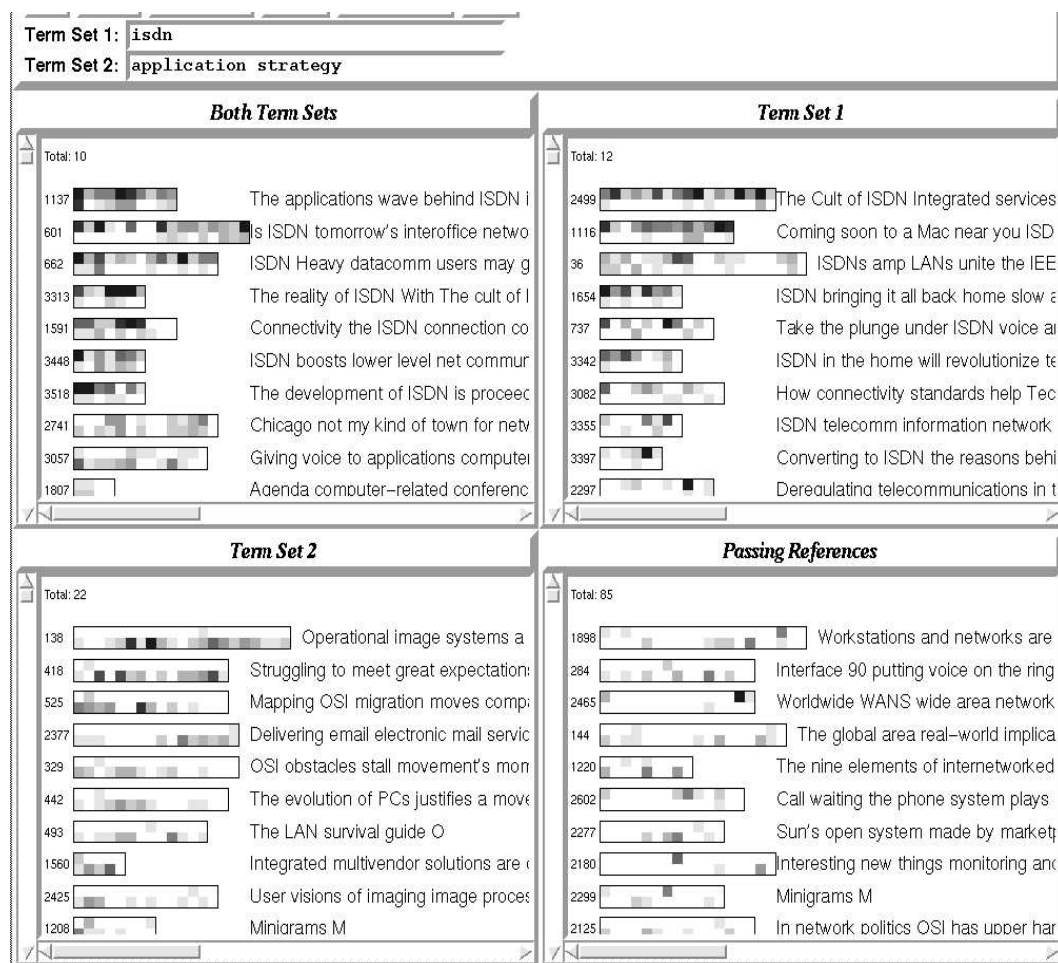 Term Set 1: isdn
Term Set 2: application strategy
Both Term Sets
Total: 10
1137 The applications wave behind ISDN i
601 Is ISDN tomorrow's interoffice netwo
662 ISDN Heavy datacomm users may g
3313 The reality of ISDN With The cult of I
1591 Connectivity the ISDN connection co
3448 ISDN boosts lower level net commun
3518 The development of ISDN is proceed
2741 Chicago not my kind of town for netw
3057 Giving voice to applications computer
1807 Agenda computer-related conferenc
Term Set 1
Total: 12
2499 The Cult of ISDN Integrated services
1116 Coming soon to a Mac near you ISD
36 ISDNs amp LANs unite the IEE
1654 ISDN bringing it all back home slow a
737 Take the plunge under ISDN voice an
3342 ISDN in the home will revolutionize te
3082 How connectivity standards help Tec
3355 ISDN telecomm information network
3397 Converting to ISDN the reasons behi
2297 Deregulating telecommunications in t
Term Set 2
Total: 22
138 Operational image systems a
418 Struggling to meet great expectations
525 Mapping OSI migration moves compa
2377 Delivering email electronic mail servic
329 OSI obstacles stall movement's mom
442 The evolution of PCs justifies a move
493 The LAN survival guide O
1560 Integrated multivendor solutions are
2425 User visions of imaging image proces
1208 Minigrams M
Passing References
Total: 85
1898 Workstations and networks are
284 Interface 90 putting voice on the ring
2465 Worldwide WANS wide area network
144 The global area real-world implica
1220 The nine elements of internetworked
2602 Call waiting the phone system plays
2277 Sun's open system made by marketp
2180 Interesting new things monitoring and
2299 Minigrams M
2125 In network politics OSI has upper han